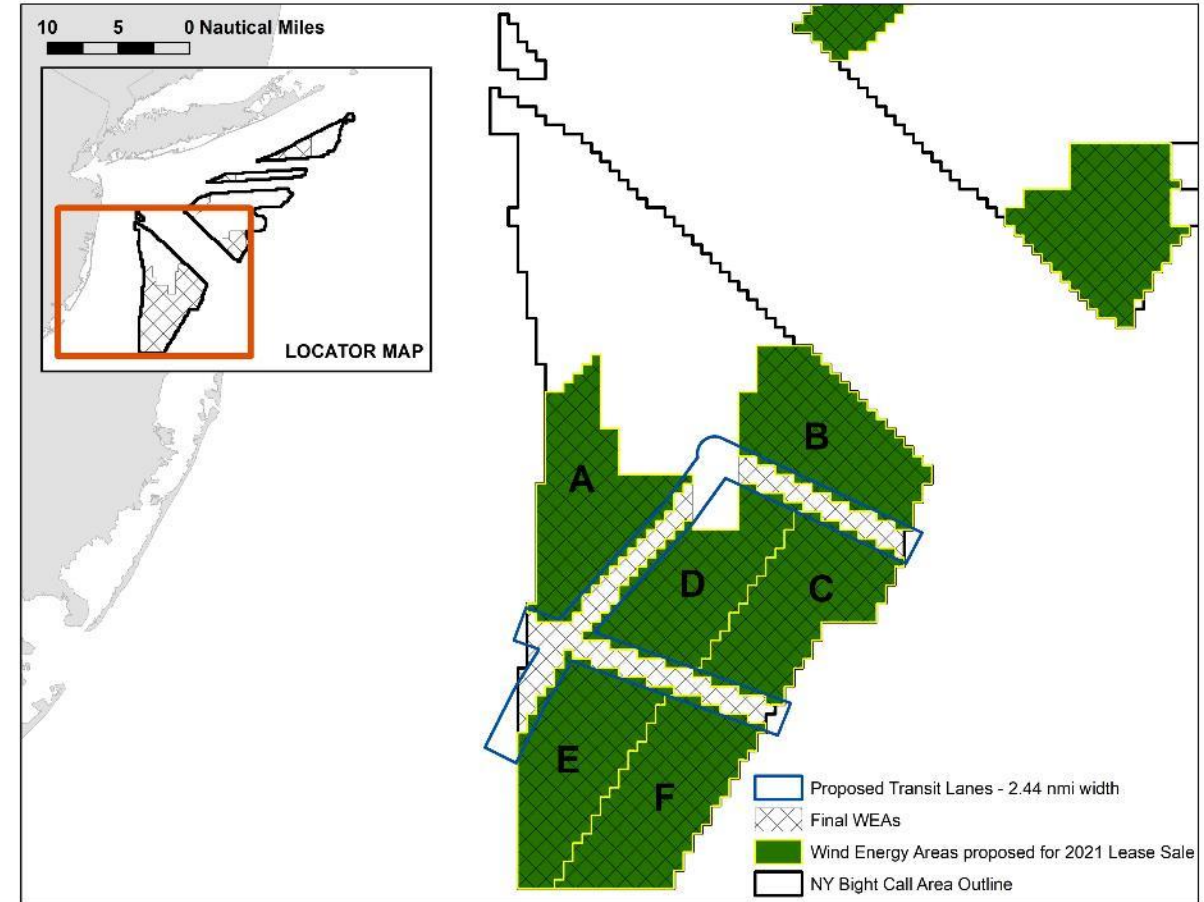 10 5 0 Nautical Miles
LOCATOR MAP
A
B
D
C
E
F
Proposed Transit Lanes - 2.44 nmi width
Final WEAs
Wind Energy Areas proposed for 2021 Lease Sale
NY Bight Call Area Outline